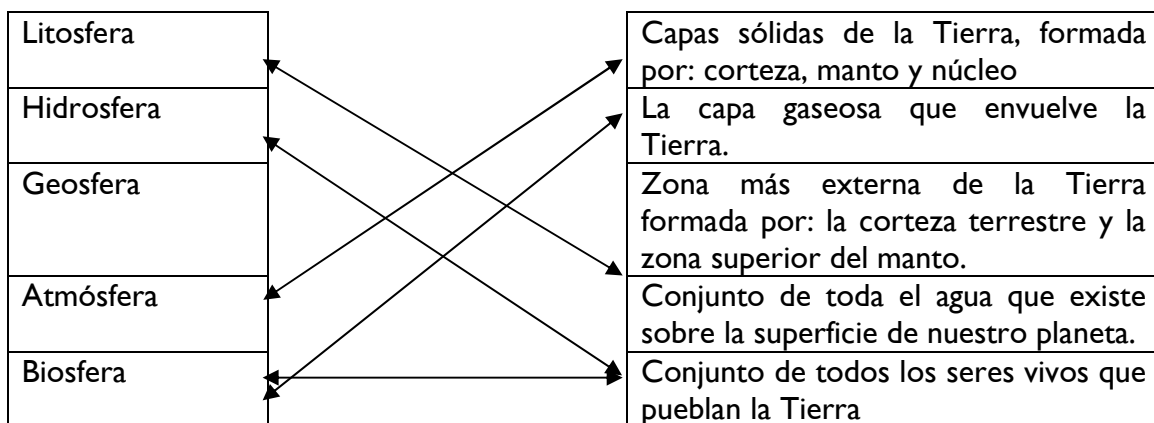 Litosfera
Capas sólidas de la Tierra, formada
por: corteza, manto y núcleo
Hidrosfera
La capa gaseosa que envuelve la
Tierra.
Geosfera
Zona más externa de la Tierra
formada por: la corteza terrestre y la
zona superior del manto.
Atmósfera
Conjunto de toda el agua que existe
sobre la superficie de nuestro planeta.
Biosfera
Conjunto de todos los seres vivos que
pueblan la Tierra